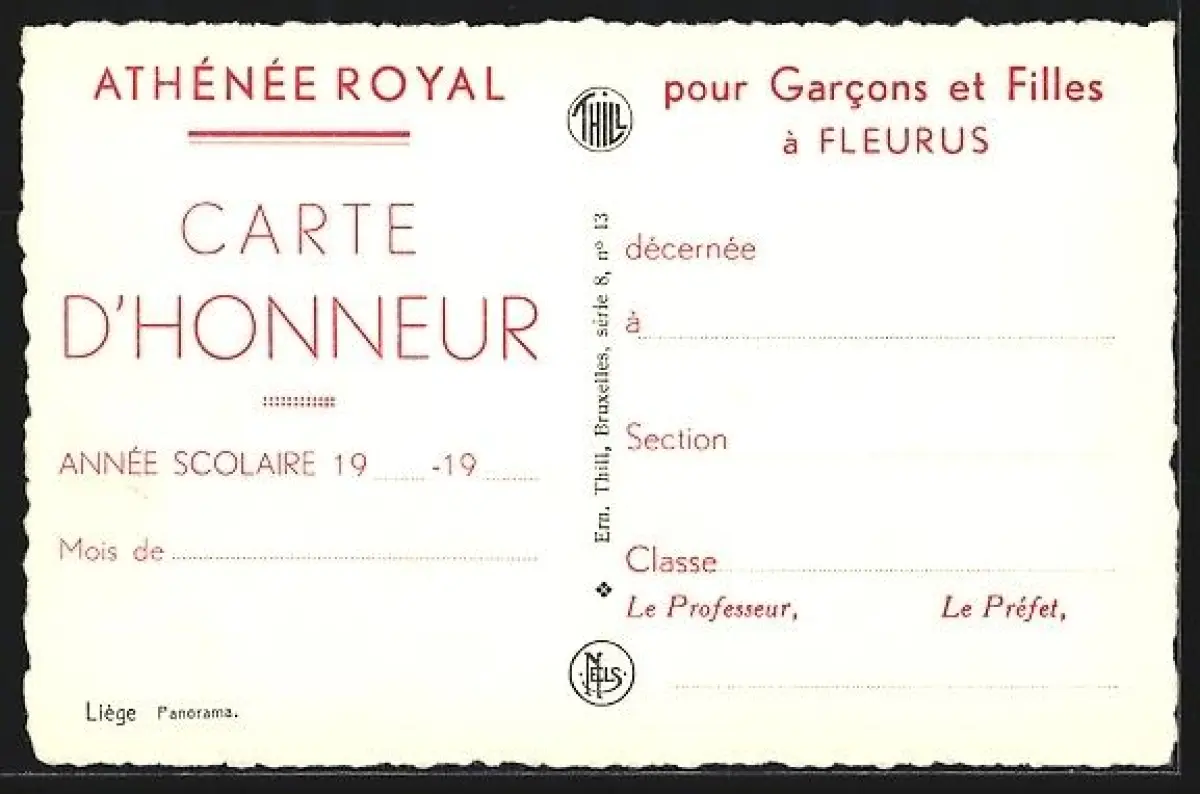 ATHÉNÉE ROYAL
CARTE
D'HONNEUR
ANNÉE SCOLAIRE 19 -19
Mois de
Liège Panorama.
THILL
Ern. Thill, Bruxelles, série 8, nº 13
NELS
pour Garçons et Filles
à FLEURUS
décernée
à
Section
Classe
Le Professeur, Le Préfet,